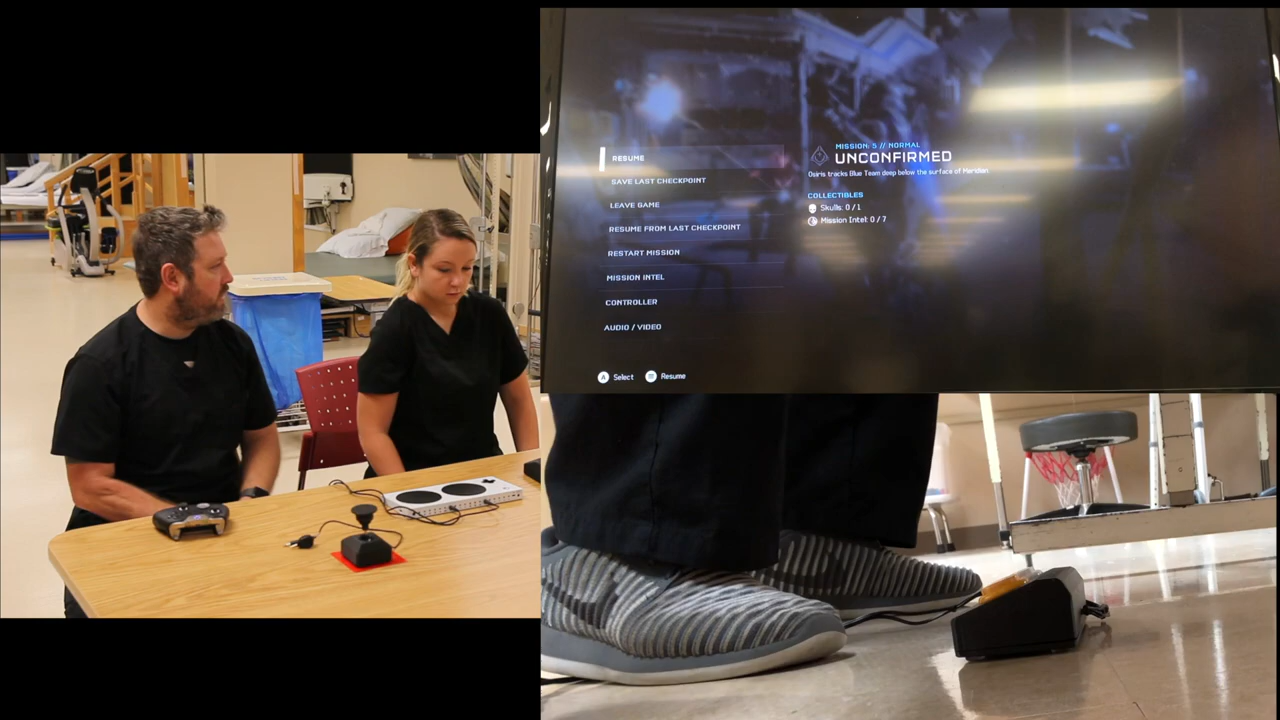 RESUME
SAVE LAST CHECKPOINT
LEAVE GAME
RESUME FROM LAST CHECKPOINT
RESTART MISSION
MISSION INTEL
CONTROLLER
AUDIO / VIDEO
A Select Resume
MISSION: 5 // NORMAL
UNCONFIRMED
Osiris tracks Blue Team deep below the surface of Meridian
COLLECTIBLES
Skulls: 0 / 1
Mission Intel: 0 / 7